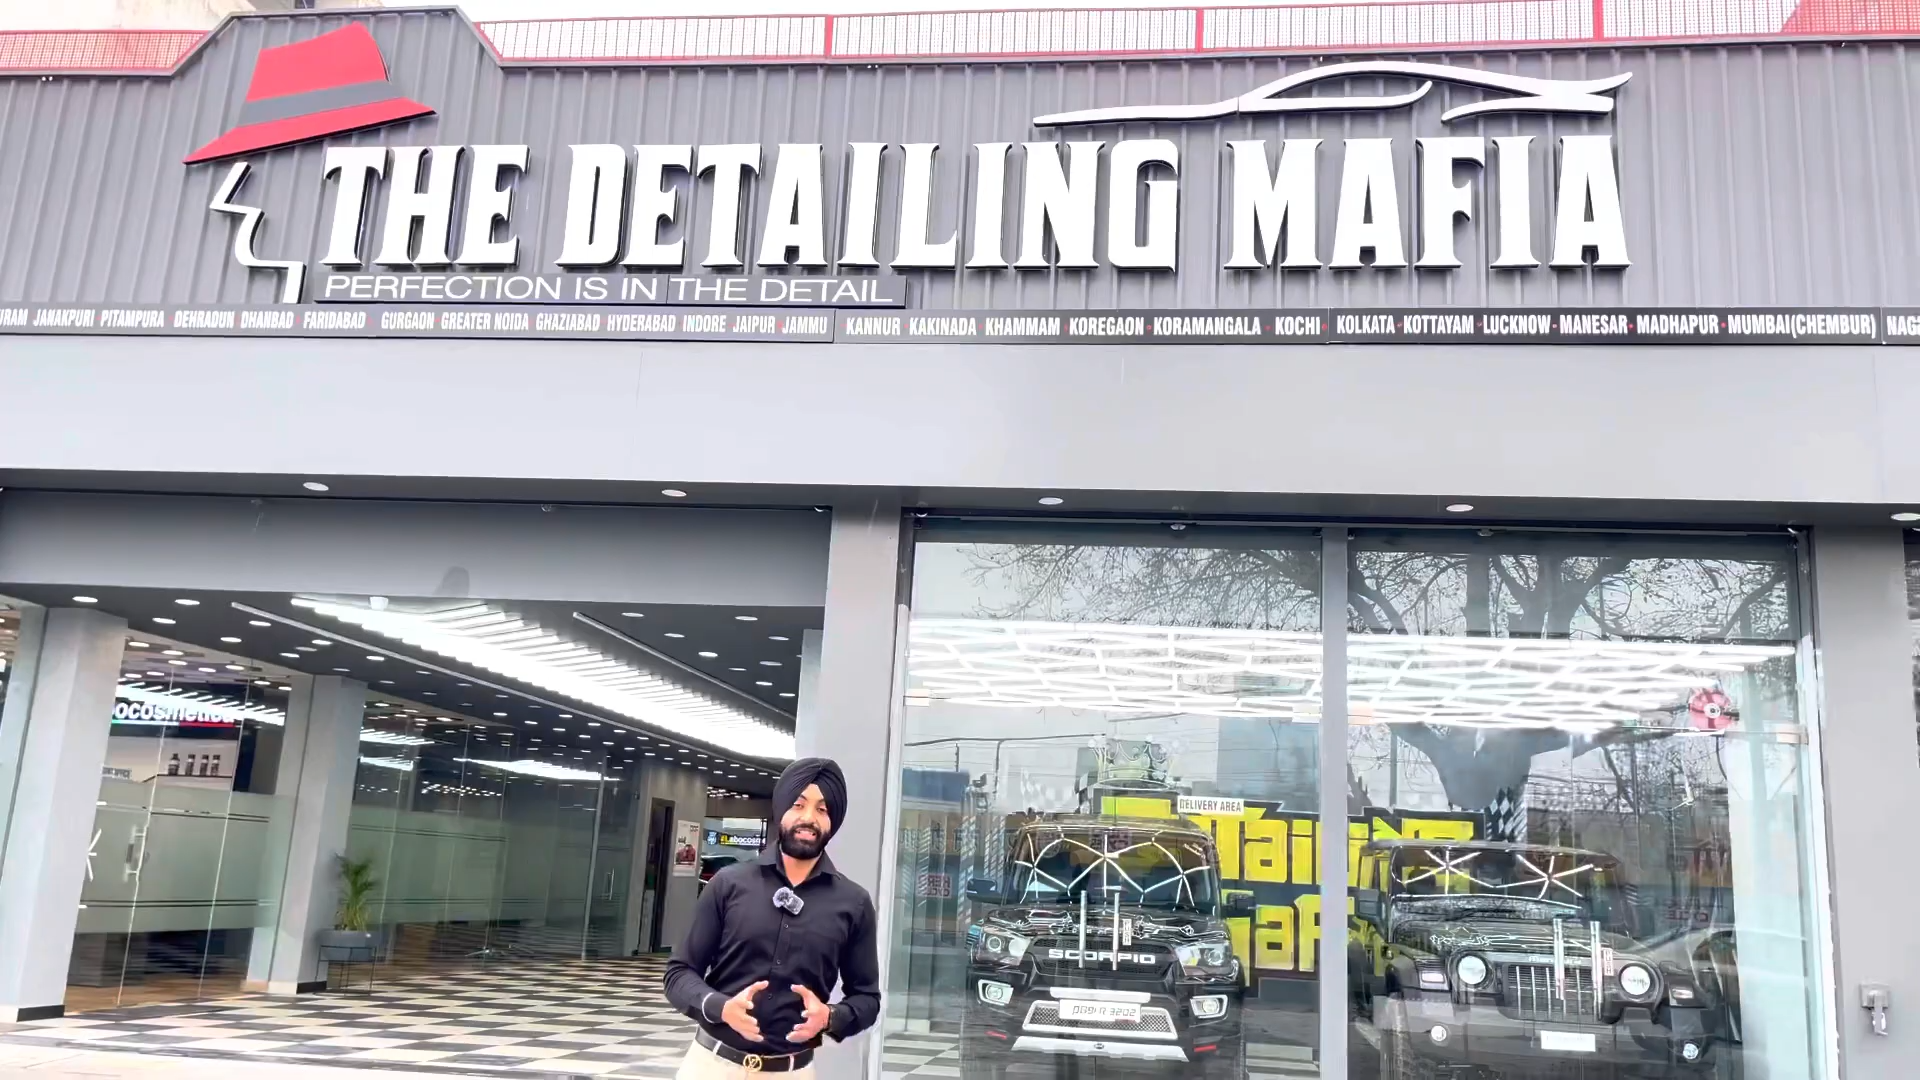 THE DETAILING MAFIA
PERFECTION IS IN THE DETAIL
JANAKPURI PITAMPURA DEHRADUN DHANBAD FARIDABAD GURGAON GREATER NOIDA GHAZIABAD HYDERABAD INDORE JAIPUR JAMMU KANNUR KAKINADA KHAMMAM KOREGAON KORAMANGALA KOCHI KOLKATA KOTTAYAM LUCKNOW MANESAR MADHAPUR MUMBAI(CHEMBUR)
DELIVERY AREA
SCORPIO